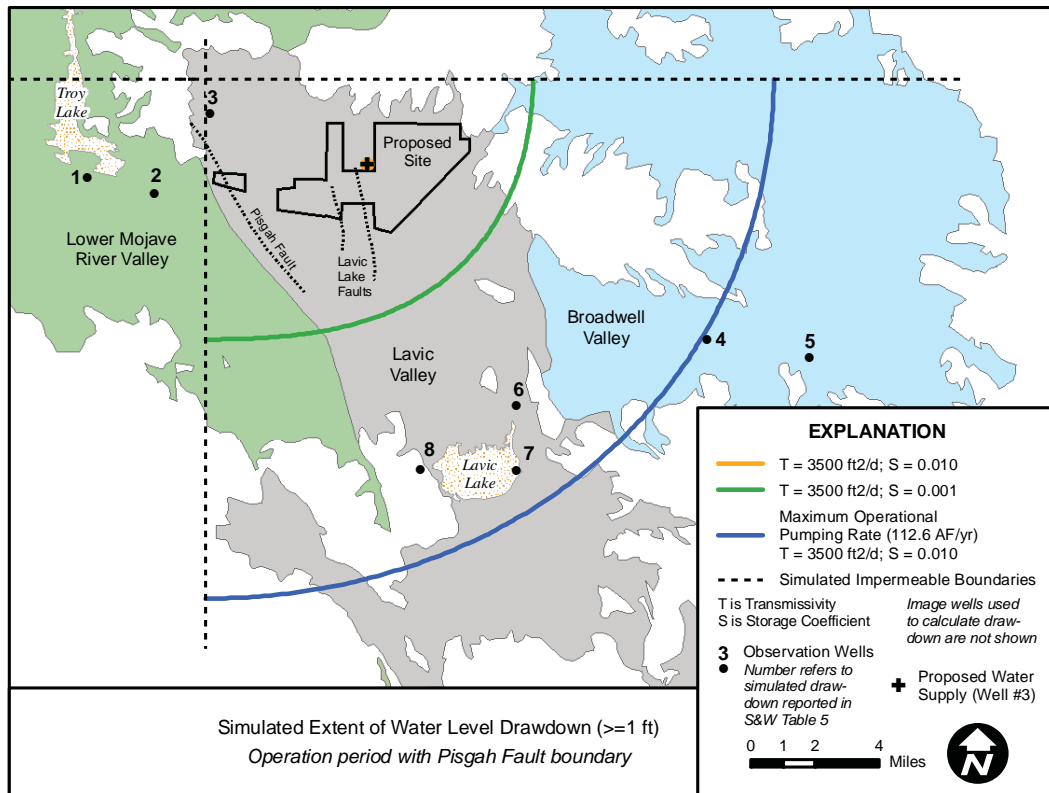 Troy
Lake
3
Proposed
Site
1
2
Pisgah Fault
Lower Mojave
River Valley
Lavic
Lake
Faults
Broadwell
Valley
4
5
Lavic
Valley
6
8
Lavic
Lake
7
EXPLANATION
T = 3500 ft2/d; S = 0.010
T = 3500 ft2/d; S = 0.001
Maximum Operational
Pumping Rate (112.6 AF/yr)
T = 3500 ft2/d; S = 0.010
Simulated Impermeable Boundaries
T is Transmissivity
S is Storage Coefficient
Image wells used
to calculate draw-
down are not shown
3 Observation Wells
Number refers to
simulated draw-
down reported in
S&W Table 5
Proposed Water
Supply (Well #3)
0 1 2 4
Miles
N
Simulated Extent of Water Level Drawdown (>=1 ft)
Operation period with Pisgah Fault boundary